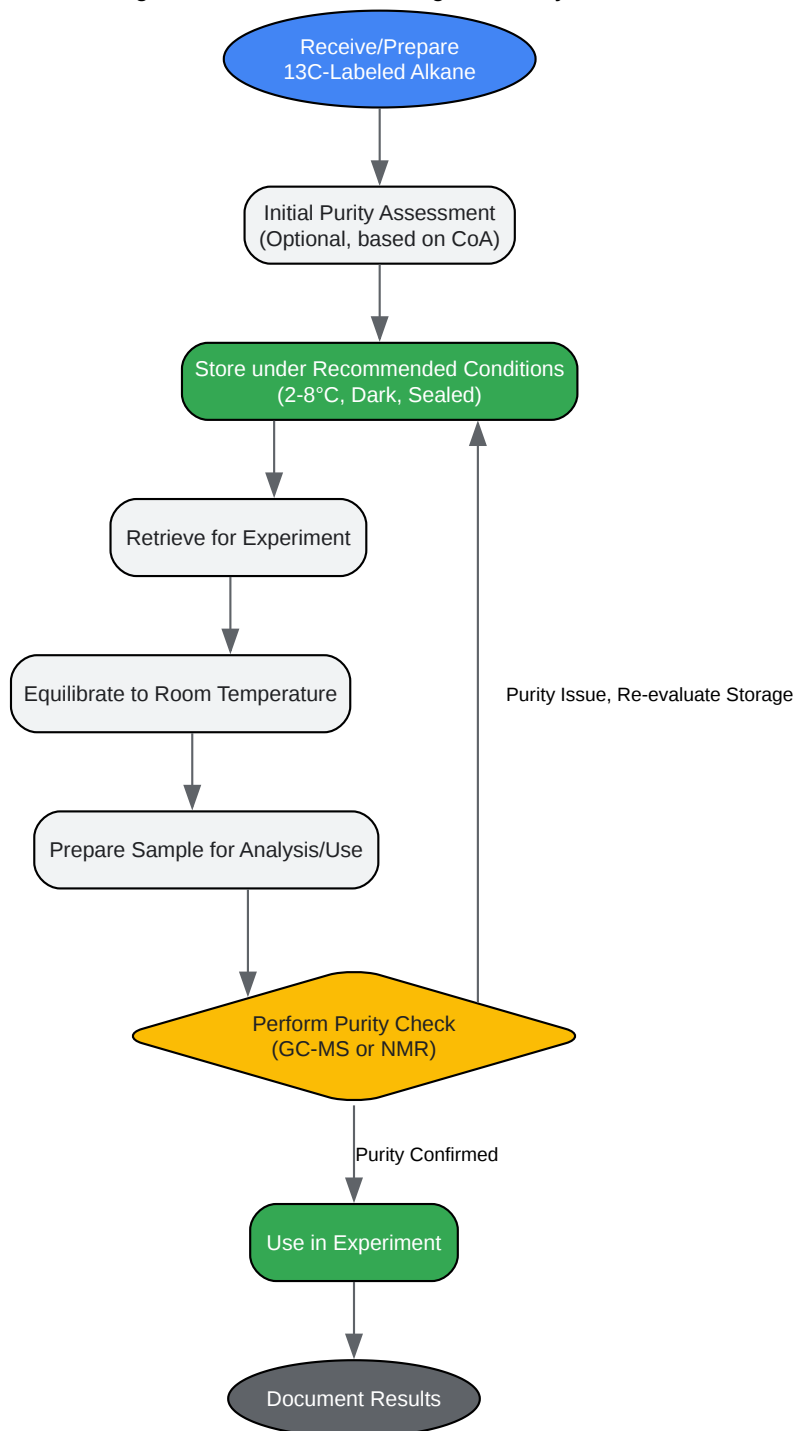 Receive/Prepare
13C-Labeled Alkane
Initial Purity Assessment
(Optional, based on CoA)
Store under Recommended Conditions
(2-8°C, Dark, Sealed)
Retrieve for Experiment
Equilibrate to Room Temperature
Purity Issue, Re-evaluate Storage
Prepare Sample for Analysis/Use
Perform Purity Check
(GC-MS or NMR)
Purity Confirmed
Use in Experiment
Document Results